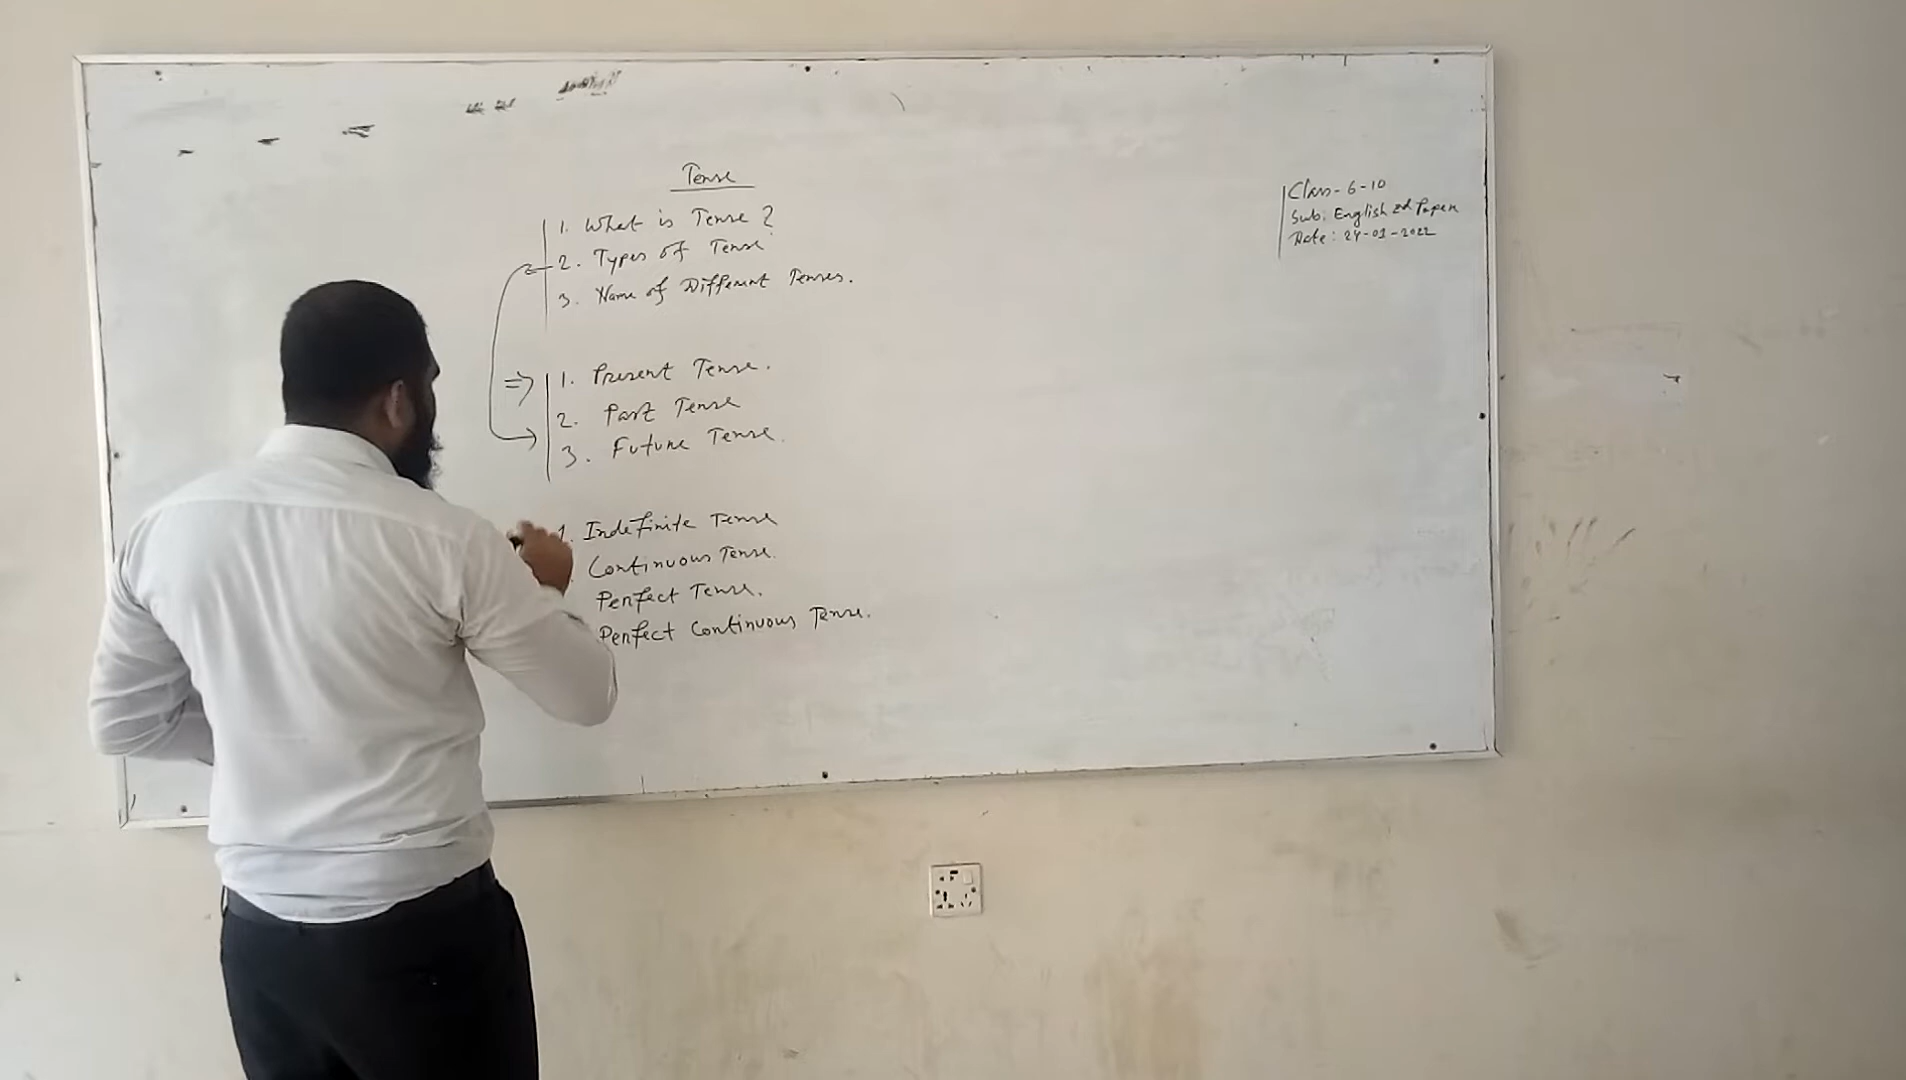 Tense
1. What is Tense?
2. Types of Tense
3. Name of Different Tenses.
=> 1. Present Tense.
2. Past Tense
3. Future Tense.
1. Indefinite Tense
Continuous Tense.
Perfect Tense.
Perfect Continuous Tense.
Class-6-10
Sub: English 2d Paper
Date: 24-01-2022